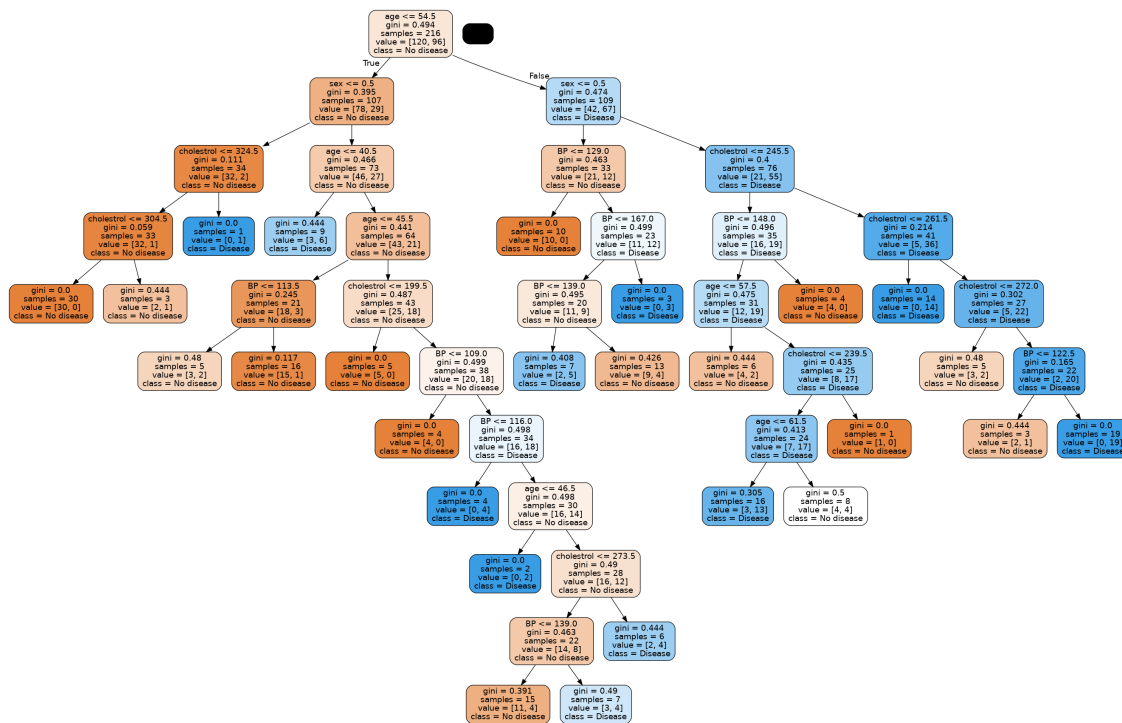 age <= 54.5
gini = 0.494
samples = 216
value = [120, 96]
class = No disease
True
False
sex <= 0.5
gini = 0.395
samples = 107
value = [78, 29]
class = No disease
sex <= 0.5
gini = 0.474
samples = 109
value = [42, 67]
class = Disease
cholestrol <= 324.5
gini = 0.111
samples = 34
value = [32, 2]
class = No disease
age <= 40.5
gini = 0.466
samples = 73
value = [46, 27]
class = No disease
BP <= 129.0
gini = 0.463
samples = 33
value = [21, 12]
class = No disease
cholestrol <= 245.5
gini = 0.4
samples = 76
value = [21, 55]
class = Disease
cholestrol <= 304.5
gini = 0.059
samples = 33
value = [32, 1]
class = No disease
gini = 0.0
samples = 1
value = [0, 1]
class = Disease
gini = 0.444
samples = 9
value = [3, 6]
class = Disease
age <= 45.5
gini = 0.441
samples = 64
value = [43, 21]
class = No disease
gini = 0.0
samples = 10
value = [10, 0]
class = No disease
BP <= 167.0
gini = 0.499
samples = 23
value = [11, 12]
class = Disease
BP <= 148.0
gini = 0.496
samples = 35
value = [16, 19]
class = Disease
cholestrol <= 261.5
gini = 0.214
samples = 41
value = [5, 36]
class = Disease
gini = 0.0
samples = 30
value = [30, 0]
class = No disease
gini = 0.444
samples = 3
value = [2, 1]
class = No disease
BP <= 113.5
gini = 0.245
samples = 21
value = [18, 3]
class = No disease
cholestrol <= 199.5
gini = 0.487
samples = 43
value = [25, 18]
class = No disease
BP <= 139.0
gini = 0.495
samples = 20
value = [11, 9]
class = No disease
gini = 0.0
samples = 3
value = [0, 3]
class = Disease
age <= 57.5
gini = 0.475
samples = 31
value = [12, 19]
class = Disease
gini = 0.0
samples = 4
value = [4, 0]
class = No disease
gini = 0.0
samples = 14
value = [0, 14]
class = Disease
cholestrol <= 272.0
gini = 0.302
samples = 27
value = [5, 22]
class = Disease
gini = 0.48
samples = 5
value = [3, 2]
class = No disease
gini = 0.117
samples = 16
value = [15, 1]
class = No disease
gini = 0.0
samples = 5
value = [5, 0]
class = No disease
BP <= 109.0
gini = 0.499
samples = 38
value = [20, 18]
class = No disease
gini = 0.408
samples = 7
value = [2, 5]
class = Disease
gini = 0.426
samples = 13
value = [9, 4]
class = No disease
gini = 0.444
samples = 6
value = [4, 2]
class = No disease
cholestrol <= 239.5
gini = 0.435
samples = 25
value = [8, 17]
class = Disease
gini = 0.48
samples = 5
value = [3, 2]
class = No disease
BP <= 122.5
gini = 0.165
samples = 22
value = [2, 20]
class = Disease
gini = 0.0
samples = 4
value = [4, 0]
class = No disease
BP <= 116.0
gini = 0.498
samples = 34
value = [16, 18]
class = Disease
age <= 61.5
gini = 0.413
samples = 24
value = [7, 17]
class = Disease
gini = 0.0
samples = 1
value = [1, 0]
class = No disease
gini = 0.444
samples = 3
value = [2, 1]
class = No disease
gini = 0.0
samples = 19
value = [0, 19]
class = Disease
gini = 0.0
samples = 4
value = [0, 4]
class = Disease
age <= 46.5
gini = 0.498
samples = 30
value = [16, 14]
class = No disease
gini = 0.305
samples = 16
value = [3, 13]
class = Disease
gini = 0.5
samples = 8
value = [4, 4]
class = No disease
gini = 0.0
samples = 2
value = [0, 2]
class = Disease
cholestrol <= 273.5
gini = 0.49
samples = 28
value = [16, 12]
class = No disease
BP <= 139.0
gini = 0.463
samples = 22
value = [14, 8]
class = No disease
gini = 0.444
samples = 6
value = [2, 4]
class = Disease
gini = 0.391
samples = 15
value = [11, 4]
class = No disease
gini = 0.49
samples = 7
value = [3, 4]
class = Disease